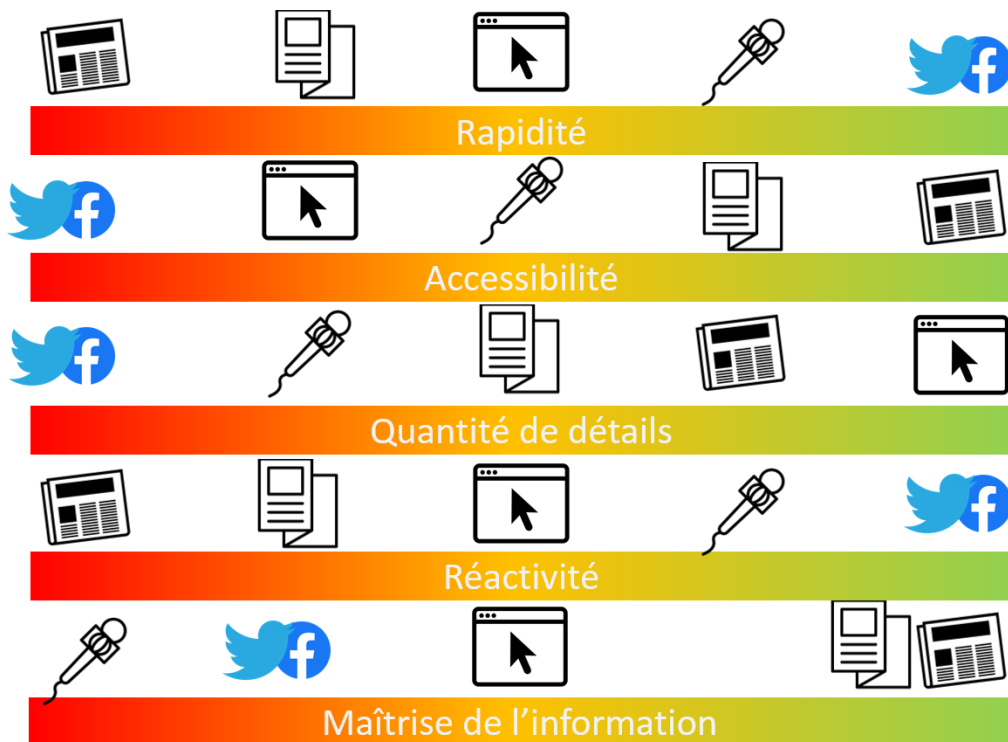 Rapidité
Accessibilité
Quantité de détails
Réactivité
Maîtrise de l’information